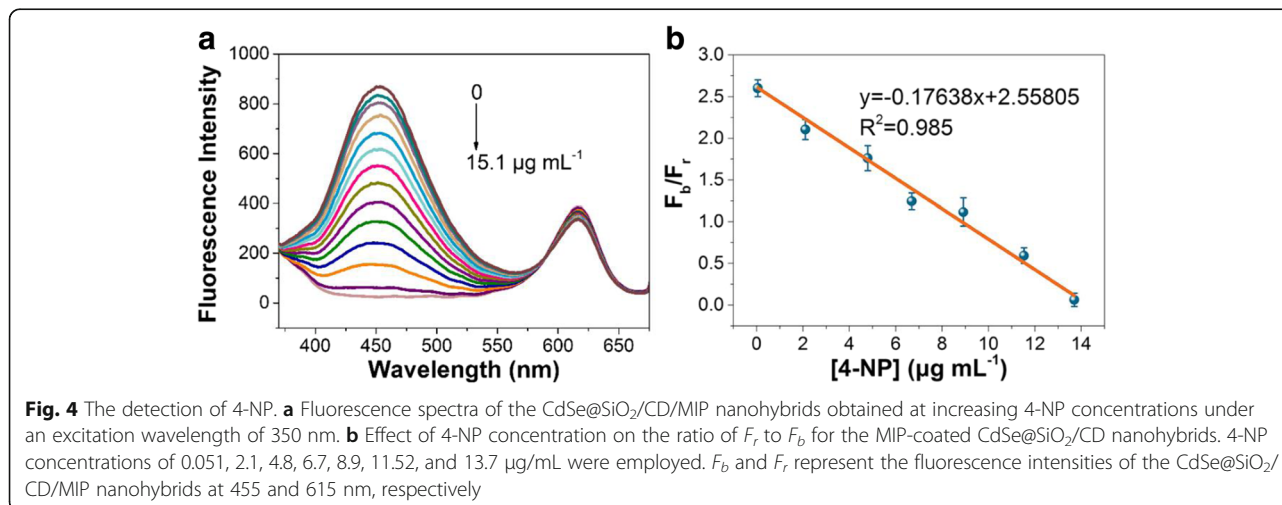 a
1000
800
600
400
200
0
Fluorescence Intensity
0
15.1 µg mL⁻¹
400 450 500 550 600 650
Wavelength (nm)
b
3.0
2.5
2.0
1.5
1.0
0.5
0.0
F_b/F_r
y=-0.17638x+2.55805
R²=0.985
0 2 4 6 8 10 12 14
[4-NP] (µg mL⁻¹)
Fig. 4 The detection of 4-NP. a Fluorescence spectra of the CdSe@SiO₂/CD/MIP nanohybrids obtained at increasing 4-NP concentrations under
an excitation wavelength of 350 nm. b Effect of 4-NP concentration on the ratio of F_r to F_b for the MIP-coated CdSe@SiO₂/CD nanohybrids. 4-NP
concentrations of 0.051, 2.1, 4.8, 6.7, 8.9, 11.52, and 13.7 µg/mL were employed. F_b and F_r represent the fluorescence intensities of the CdSe@SiO₂/
CD/MIP nanohybrids at 455 and 615 nm, respectively